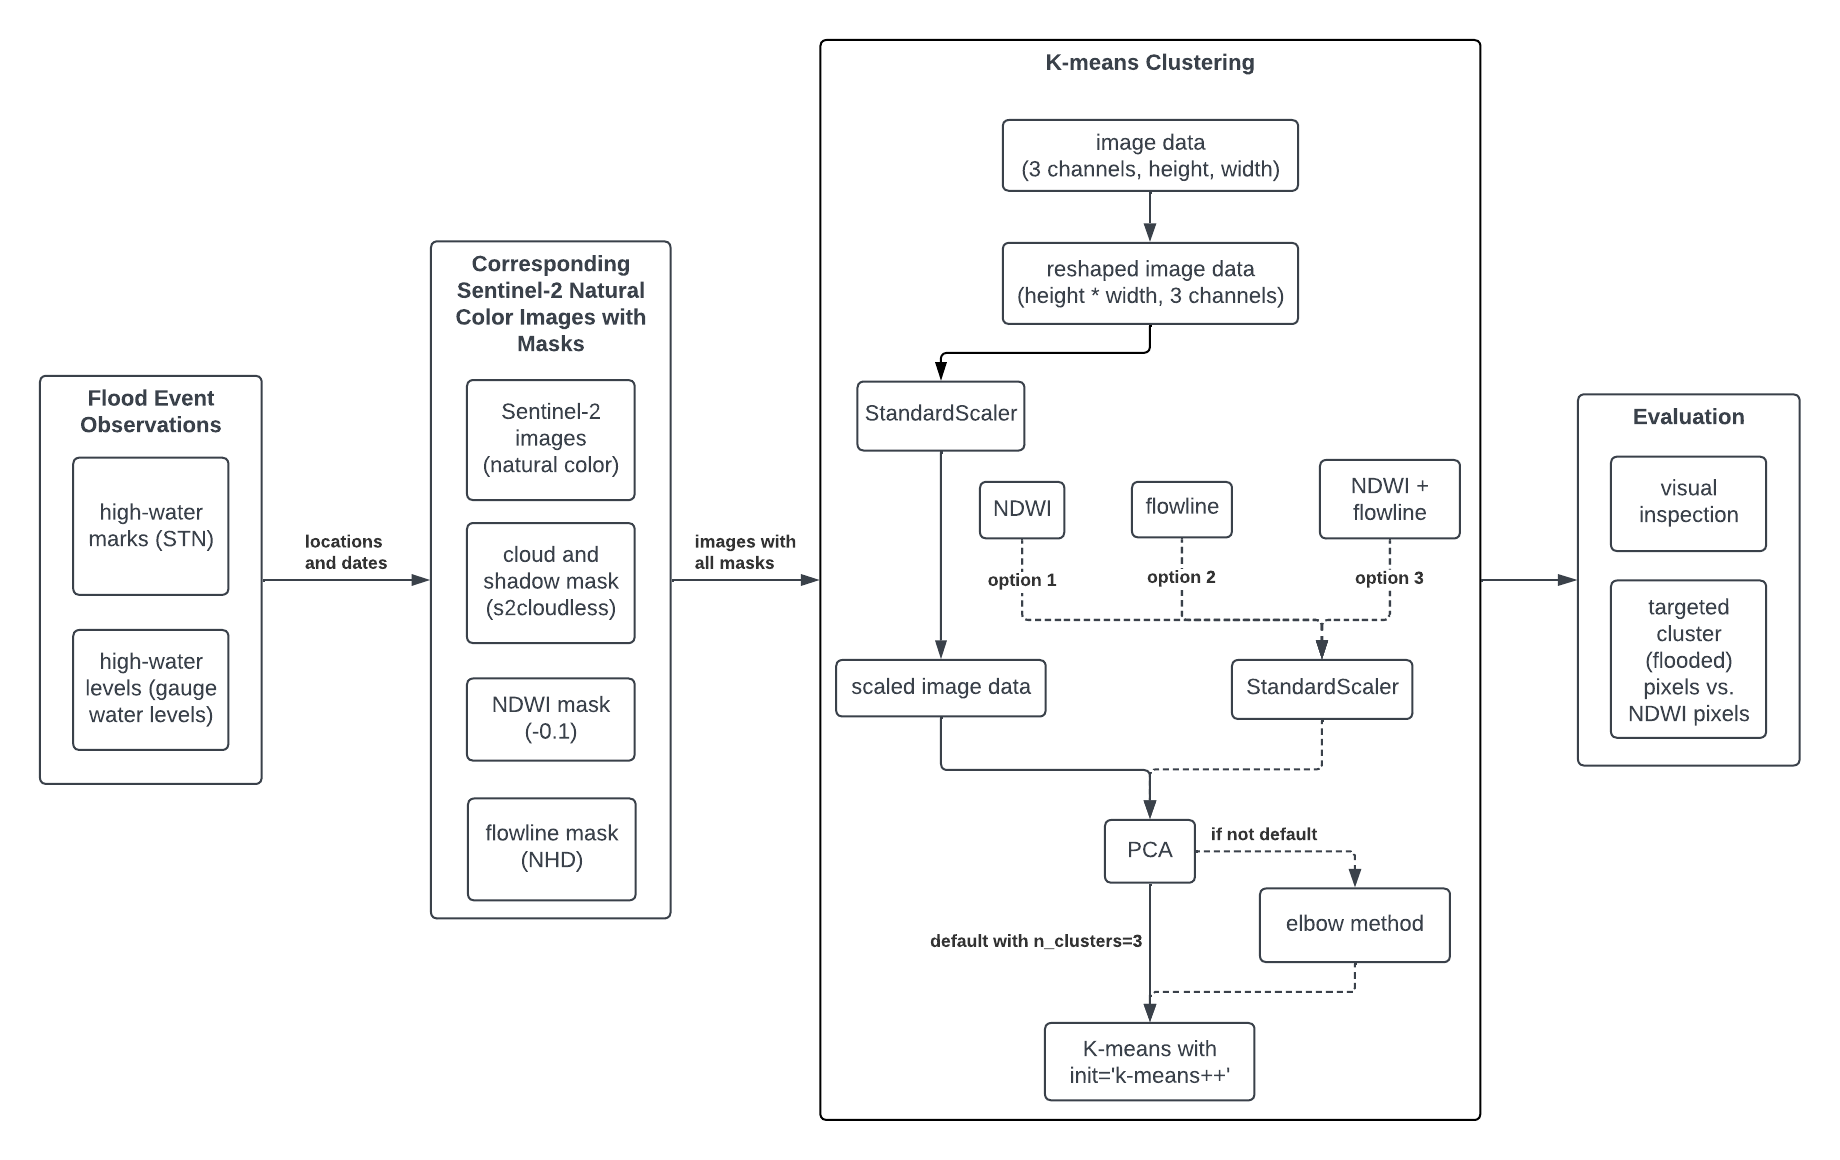 Flood Event
Observations
high-water
marks (STN)
high-water
levels (gauge
water levels)
locations
and dates
Corresponding
Sentinel-2 Natural
Color Images with
Masks
Sentinel-2
images
(natural color)
cloud and
shadow mask
(s2cloudless)
NDWI mask
(-0.1)
flowline mask
(NHD)
images with
all masks
K-means Clustering
image data
(3 channels, height, width)
reshaped image data
(height * width, 3 channels)
StandardScaler
NDWI
flowline
NDWI +
flowline
option 1
option 2
option 3
scaled image data
StandardScaler
PCA
if not default
elbow method
default with n_clusters=3
K-means with
init='k-means++'
Evaluation
visual
inspection
targeted
cluster
(flooded)
pixels vs.
NDWI pixels